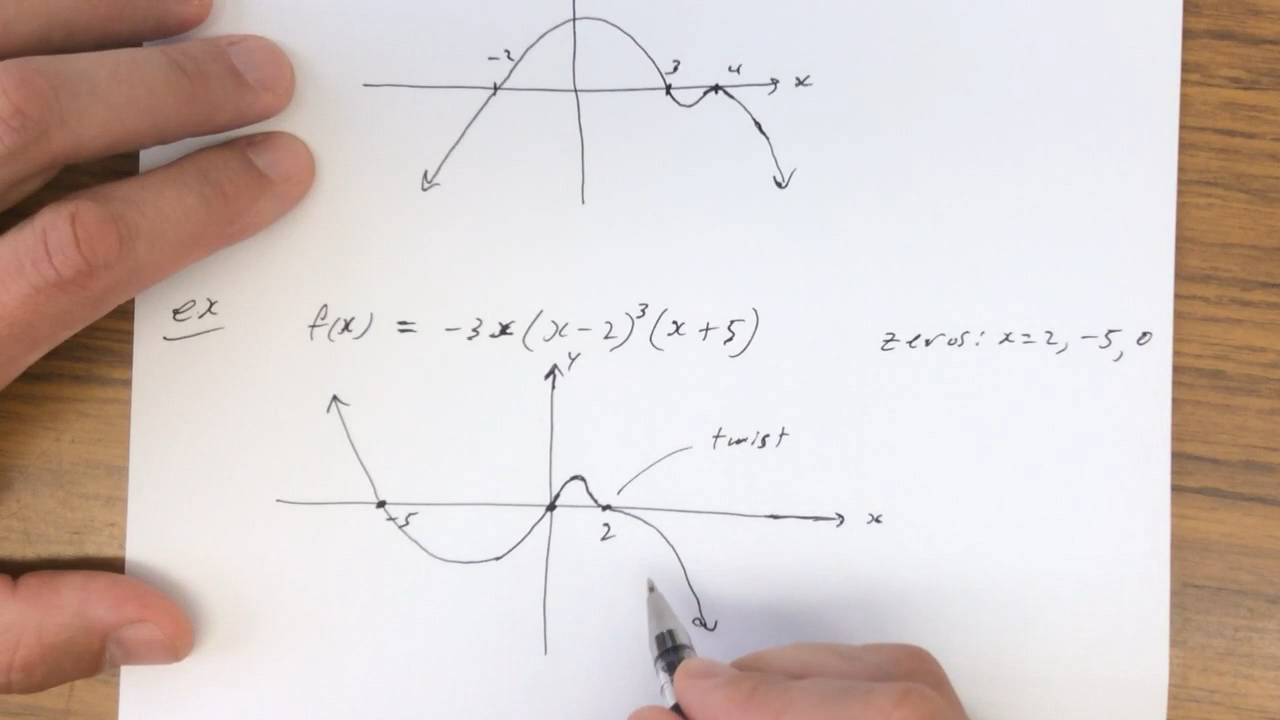 -2 3 4 x
ex f(x) = -3x(x-2)³(x+5) zeros: x=2, -5, 0
y
twist
-5 2 x